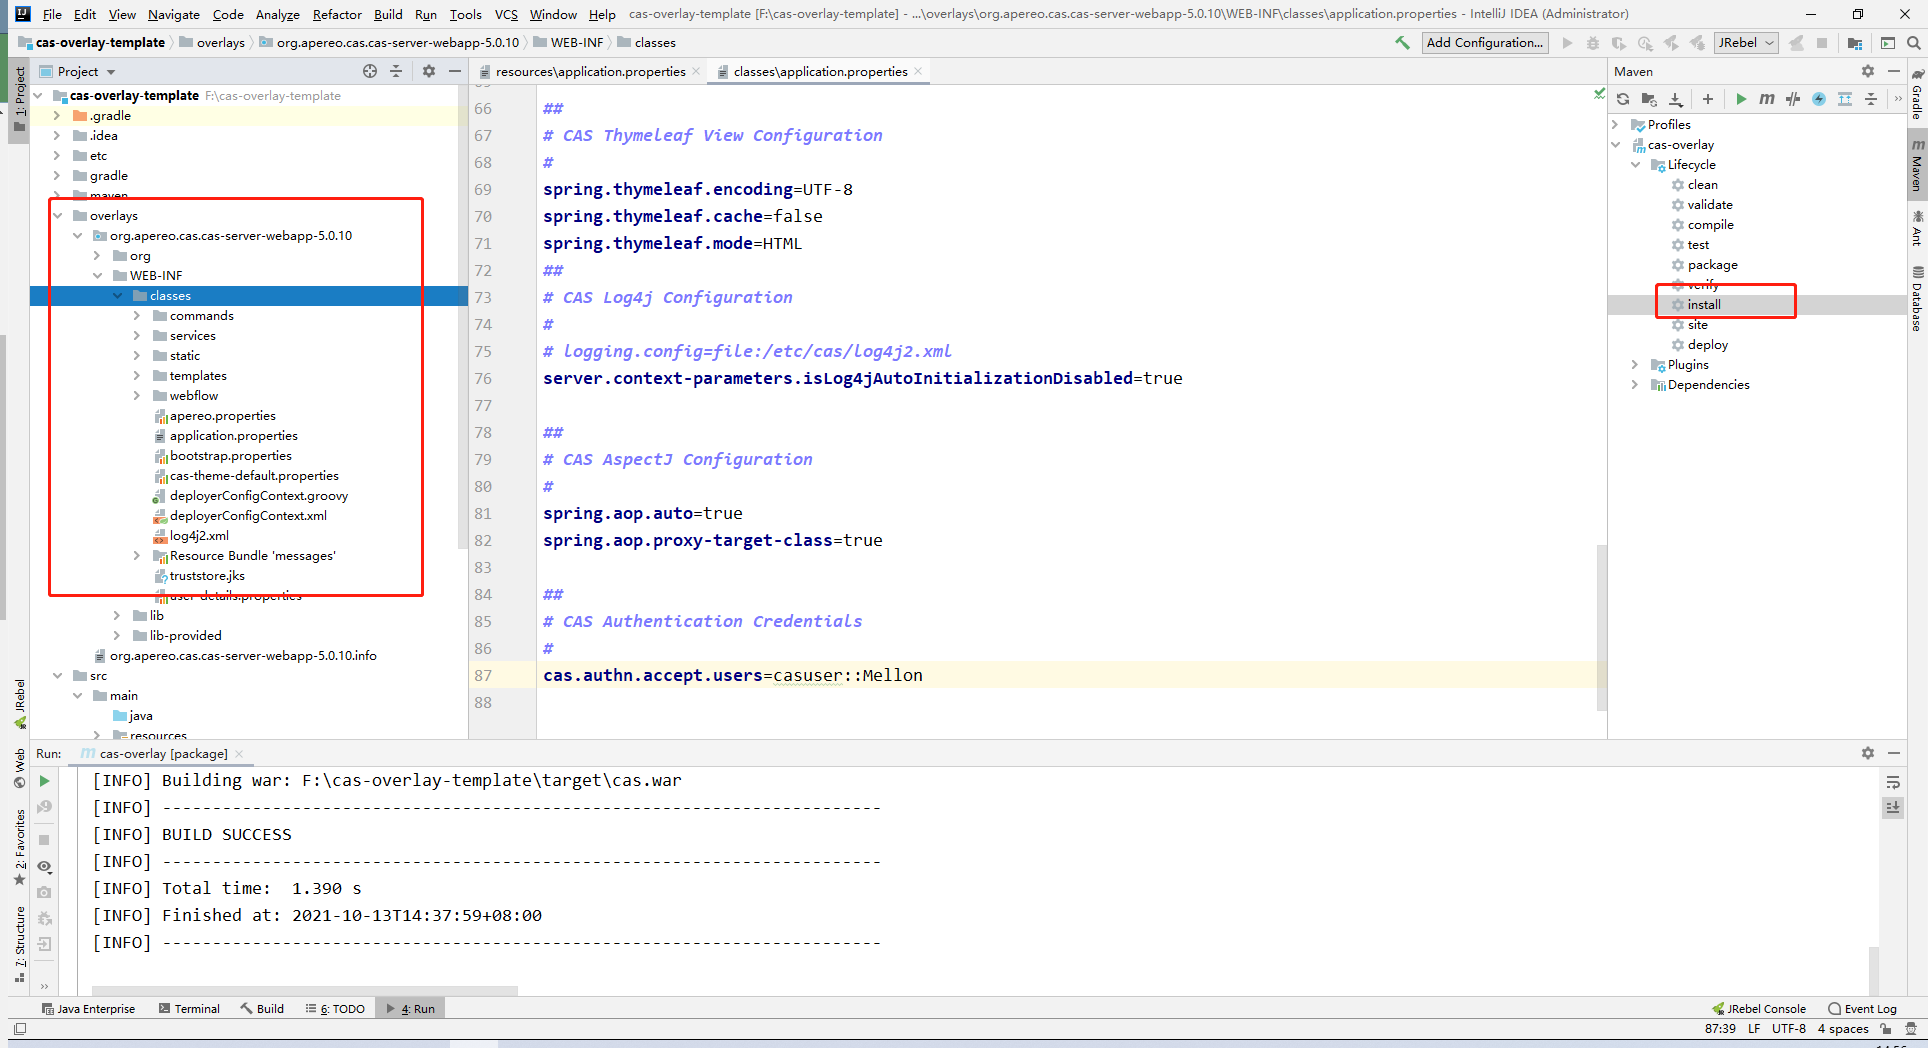 File Edit View Navigate Code Analyze Refactor Build Run Tools VCS Window Help cas-overlay-template [F:\cas-overlay-template] - ...\overlays\org.apereo.cas.cas-server-webapp-5.0.10\WEB-INF\classes\application.properties - IntelliJ IDEA (Administrator)
cas-overlay-template overlays org.apereo.cas.cas-server-webapp-5.0.10 WEB-INF classes Add Configuration... JRebel
Project resources\application.properties classes\application.properties Maven
1: Project
cas-overlay-template F:\cas-overlay-template
.gradle
.idea
etc
gradle
maven
overlays
org.apereo.cas.cas-server-webapp-5.0.10
org
WEB-INF
classes
commands
services
static
templates
webflow
apereo.properties
application.properties
bootstrap.properties
cas-theme-default.properties
deployerConfigContext.groovy
deployerConfigContext.xml
log4j2.xml
Resource Bundle 'messages'
truststore.jks
user-details.properties
lib
lib-provided
org.apereo.cas.cas-server-webapp-5.0.10.info
src
main
java
resources
66 ##
67 # CAS Thymeleaf View Configuration
68 #
69 spring.thymeleaf.encoding=UTF-8
70 spring.thymeleaf.cache=false
71 spring.thymeleaf.mode=HTML
72 ##
73 # CAS Log4j Configuration
74 #
75 # logging.config=file:/etc/cas/log4j2.xml
76 server.context-parameters.isLog4jAutoInitializationDisabled=true
77
78 ##
79 # CAS AspectJ Configuration
80 #
81 spring.aop.auto=true
82 spring.aop.proxy-target-class=true
83
84 ##
85 # CAS Authentication Credentials
86 #
87 cas.authn.accept.users=casuser::Mellon
88
Profiles
cas-overlay
Lifecycle
clean
validate
compile
test
package
verify
install
site
deploy
Plugins
Dependencies
Gradle
Maven
Ant
Database
JRebel
Web
2: Favorites
7: Structure
Run: cas-overlay [package]
[INFO] Building war: F:\cas-overlay-template\target\cas.war
[INFO] ------------------------------------------------------------------------
[INFO] BUILD SUCCESS
[INFO] ------------------------------------------------------------------------
[INFO] Total time:  1.390 s
[INFO] Finished at: 2021-10-13T14:37:59+08:00
[INFO] ------------------------------------------------------------------------
Java Enterprise Terminal Build 6: TODO 4: Run JRebel Console Event Log
87:39 LF UTF-8 4 spaces